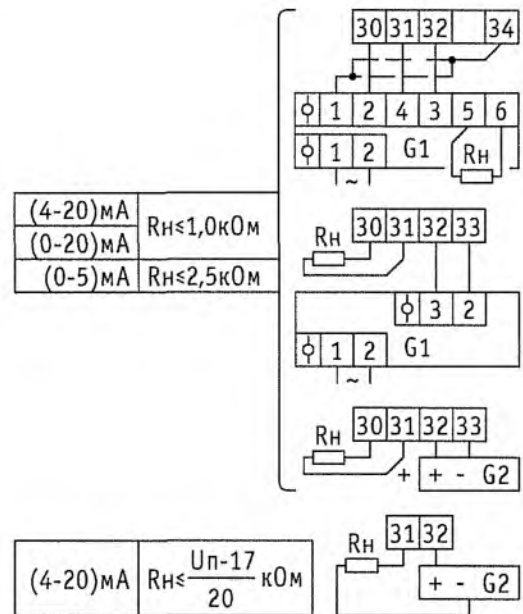 30 31 32 34
ϕ 1 2 4 3 5 6
ϕ 1 2 G1 Rн
~
(4-20)мА Rн≤1,0кОм
(0-20)мА
(0-5)мА Rн≤2,5кОм
Rн 30 31 32 33
ϕ 3 2
ϕ 1 2 G1
~
Rн 30 31 32 33
+ + - G2
(4-20)мА Rн≤ Uп-17 / 20 кОм
Rн 31 32
+ - G2